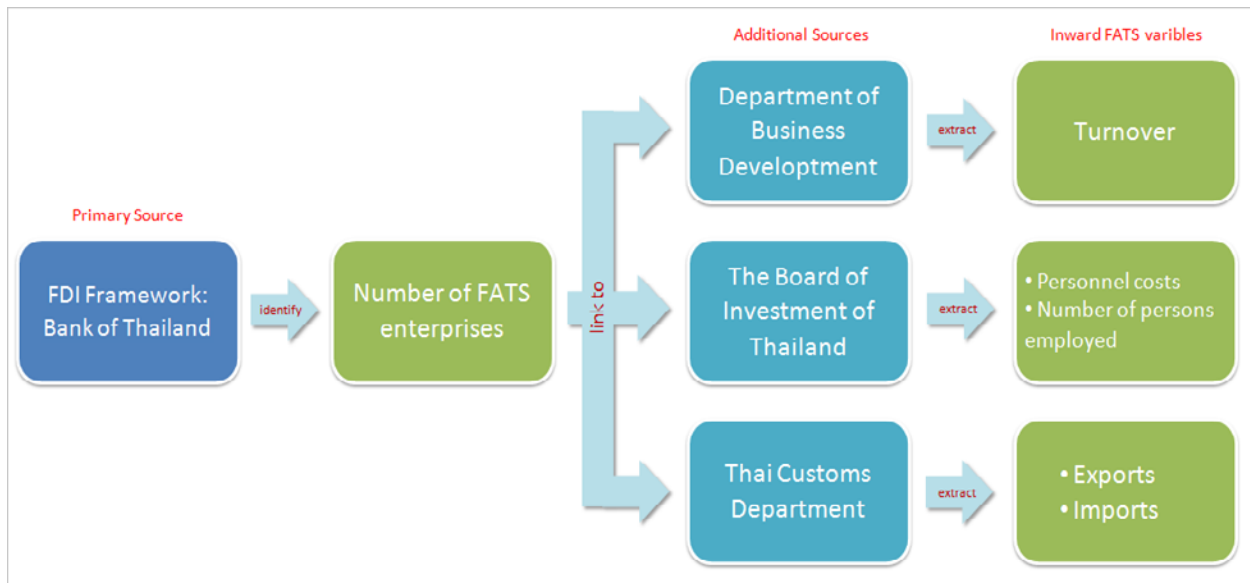 Additional Sources
Inward FATS varibles
Department of
Business
Developtment
extract
Turnover
Primary Source
FDI Framework:
Bank of Thailand
identify
Number of FATS
enterprises
link to
The Board of
Investment of
Thailand
extract
• Personnel costs
• Number of persons
employed
Thai Customs
Department
extract
• Exports
• Imports